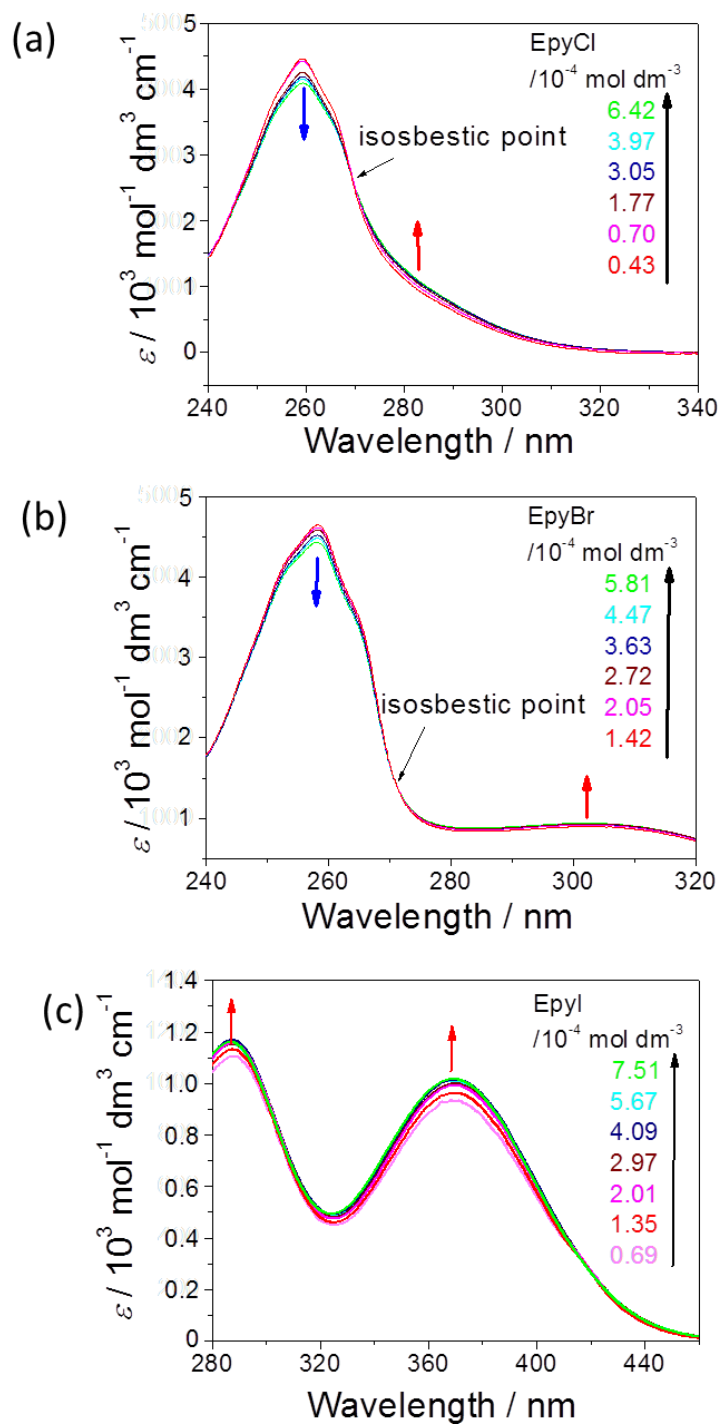 (a)
EpyCl
/10⁻⁴ mol dm⁻³
6.42
3.97
3.05
1.77
0.70
0.43
isosbestic point
5
4
3
2
1
0
ε / 10³ mol⁻¹ dm³ cm⁻¹
240 260 280 300 320 340
Wavelength / nm
(b)
EpyBr
/10⁻⁴ mol dm⁻³
5.81
4.47
3.63
2.72
2.05
1.42
isosbestic point
5
4
3
2
1
ε / 10³ mol⁻¹ dm³ cm⁻¹
240 260 280 300 320
Wavelength / nm
(c)
EpyI
/10⁻⁴ mol dm⁻³
7.51
5.67
4.09
2.97
2.01
1.35
0.69
1.4
1.2
1.0
0.8
0.6
0.4
0.2
0
ε / 10³ mol⁻¹ dm³ cm⁻¹
280 320 360 400 440
Wavelength / nm